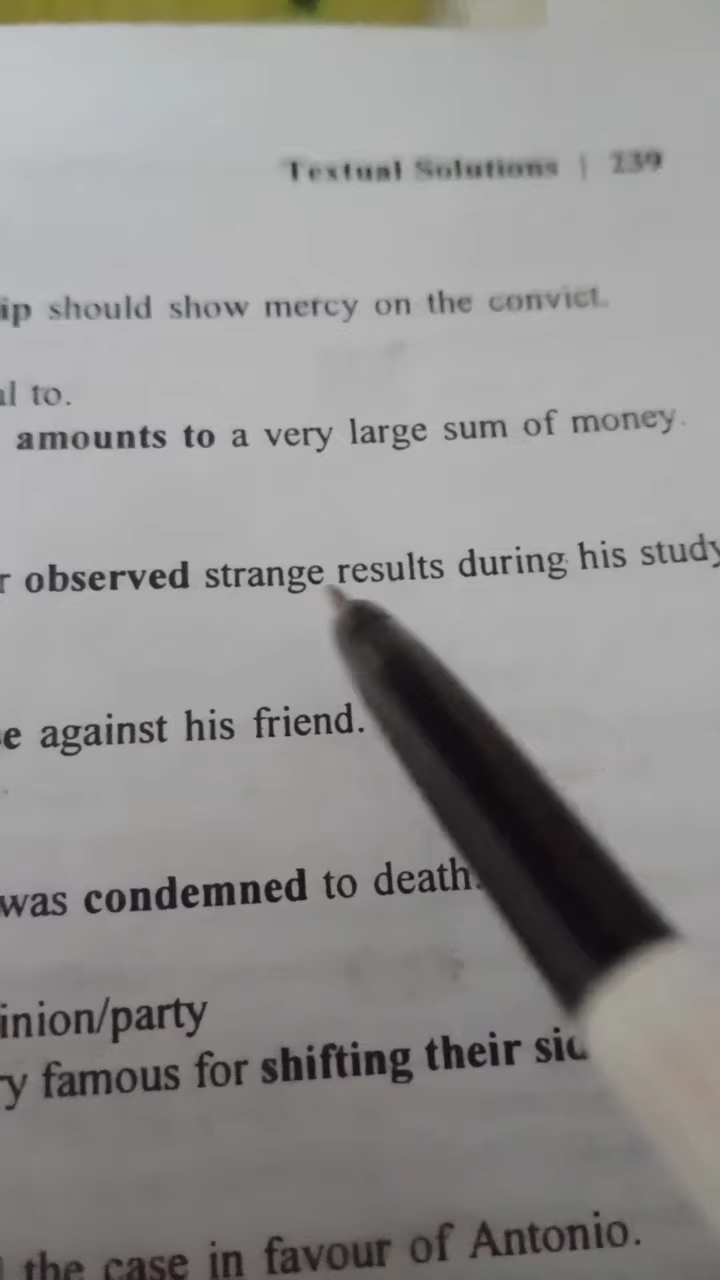 Textual Solutions | 239
ip should show mercy on the convict.
al to.
amounts to a very large sum of money.
r observed strange results during his study
e against his friend.
was condemned to death.
inion/party
y famous for shifting their sid
the case in favour of Antonio.